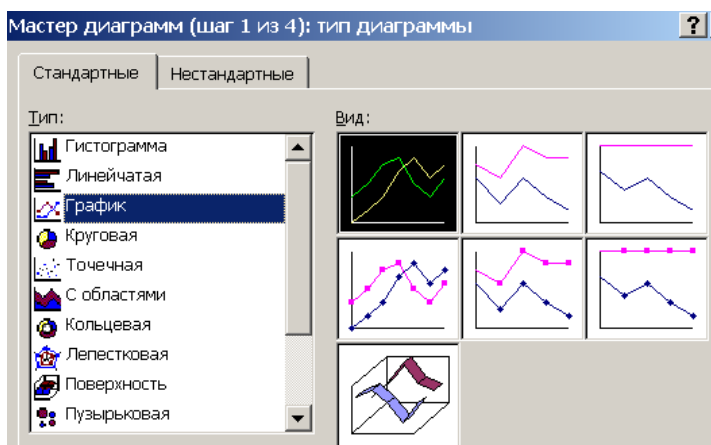 Мастер диаграмм (шаг 1 из 4): тип диаграммы
?
Стандартные Нестандартные
Тип: Вид:
Гистограмма
Линейчатая
График
Круговая
Точечная
С областями
Кольцевая
Лепестковая
Поверхность
Пузырьковая